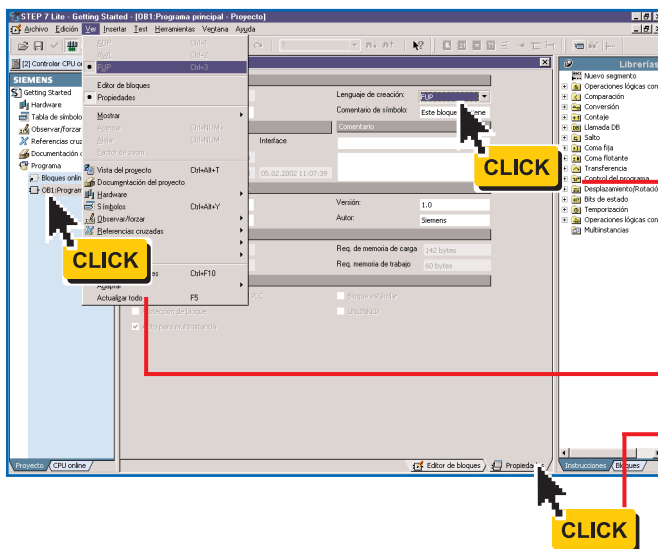 STEP 7 Lite - Getting Started - [OB1:Programa principal - Proyecto]
Archivo Edición Ver Insertar Test Herramientas Ventana Ayuda
[2] Controlar CPU
SIEMENS
Getting Started
Hardware
Tabla de símbolo
Observar/forzar
Referencias cruz
Documentación
Programa
Bloques onlin
OB1:Program
KOP Ctrl+1
AWL Ctrl+2
FUP Ctrl+3
Editor de bloques
Propiedades
Mostrar
Ctrl+NUM-
Ctrl+NUM+
Factor de zoom
Vista del proyecto Ctrl+Alt+T
Documentación del proyecto
Hardware
Símbolos Ctrl+Alt+Y
Observar/forzar
Referencias cruzadas
es Ctrl+F10
Actualizar todo F5
Interface
05.02.2002 11:07:39
Protección de bloque
Apto para multiinstancia
Lenguaje de creación: FUP
Comentario de símbolo: Este bloque
Comentario
Versión: 1.0
Autor: Siemens
Req. de memoria de carga 142 bytes
Req. memoria de trabajo 60 bytes
PLC
Bloque estándar
UNLINKED
Librerías
Nuevo segmento
Operaciones lógicas con
Comparación
Conversión
Contaje
Llamada DB
Salto
Coma fija
Coma flotante
Transferencia
Control del programa
Desplazamiento/Rotació
Bits de estado
Temporización
Operaciones lógicas con
Multiinstancias
CLICK
CLICK
Proyecto CPU online
Editor de bloques
Instrucciones
CLICK